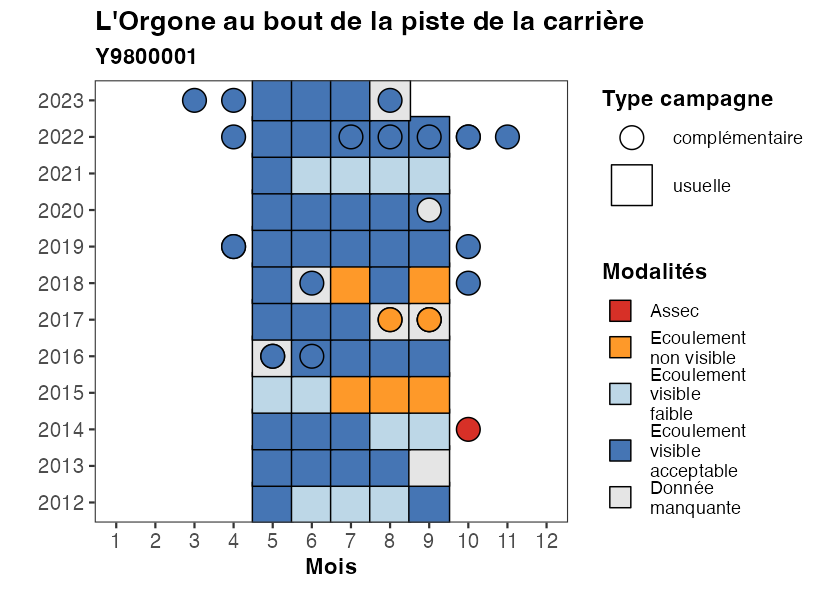 L'Orgone au bout de la piste de la carrière
Y9800001
2023
2022
2021
2020
2019
2018
2017
2016
2015
2014
2013
2012
1 2 3 4 5 6 7 8 9 10 11 12
Mois
Type campagne
complémentaire
usuelle
Modalités
Assec
Ecoulement
non visible
Ecoulement
visible
faible
Ecoulement
visible
acceptable
Donnée
manquante